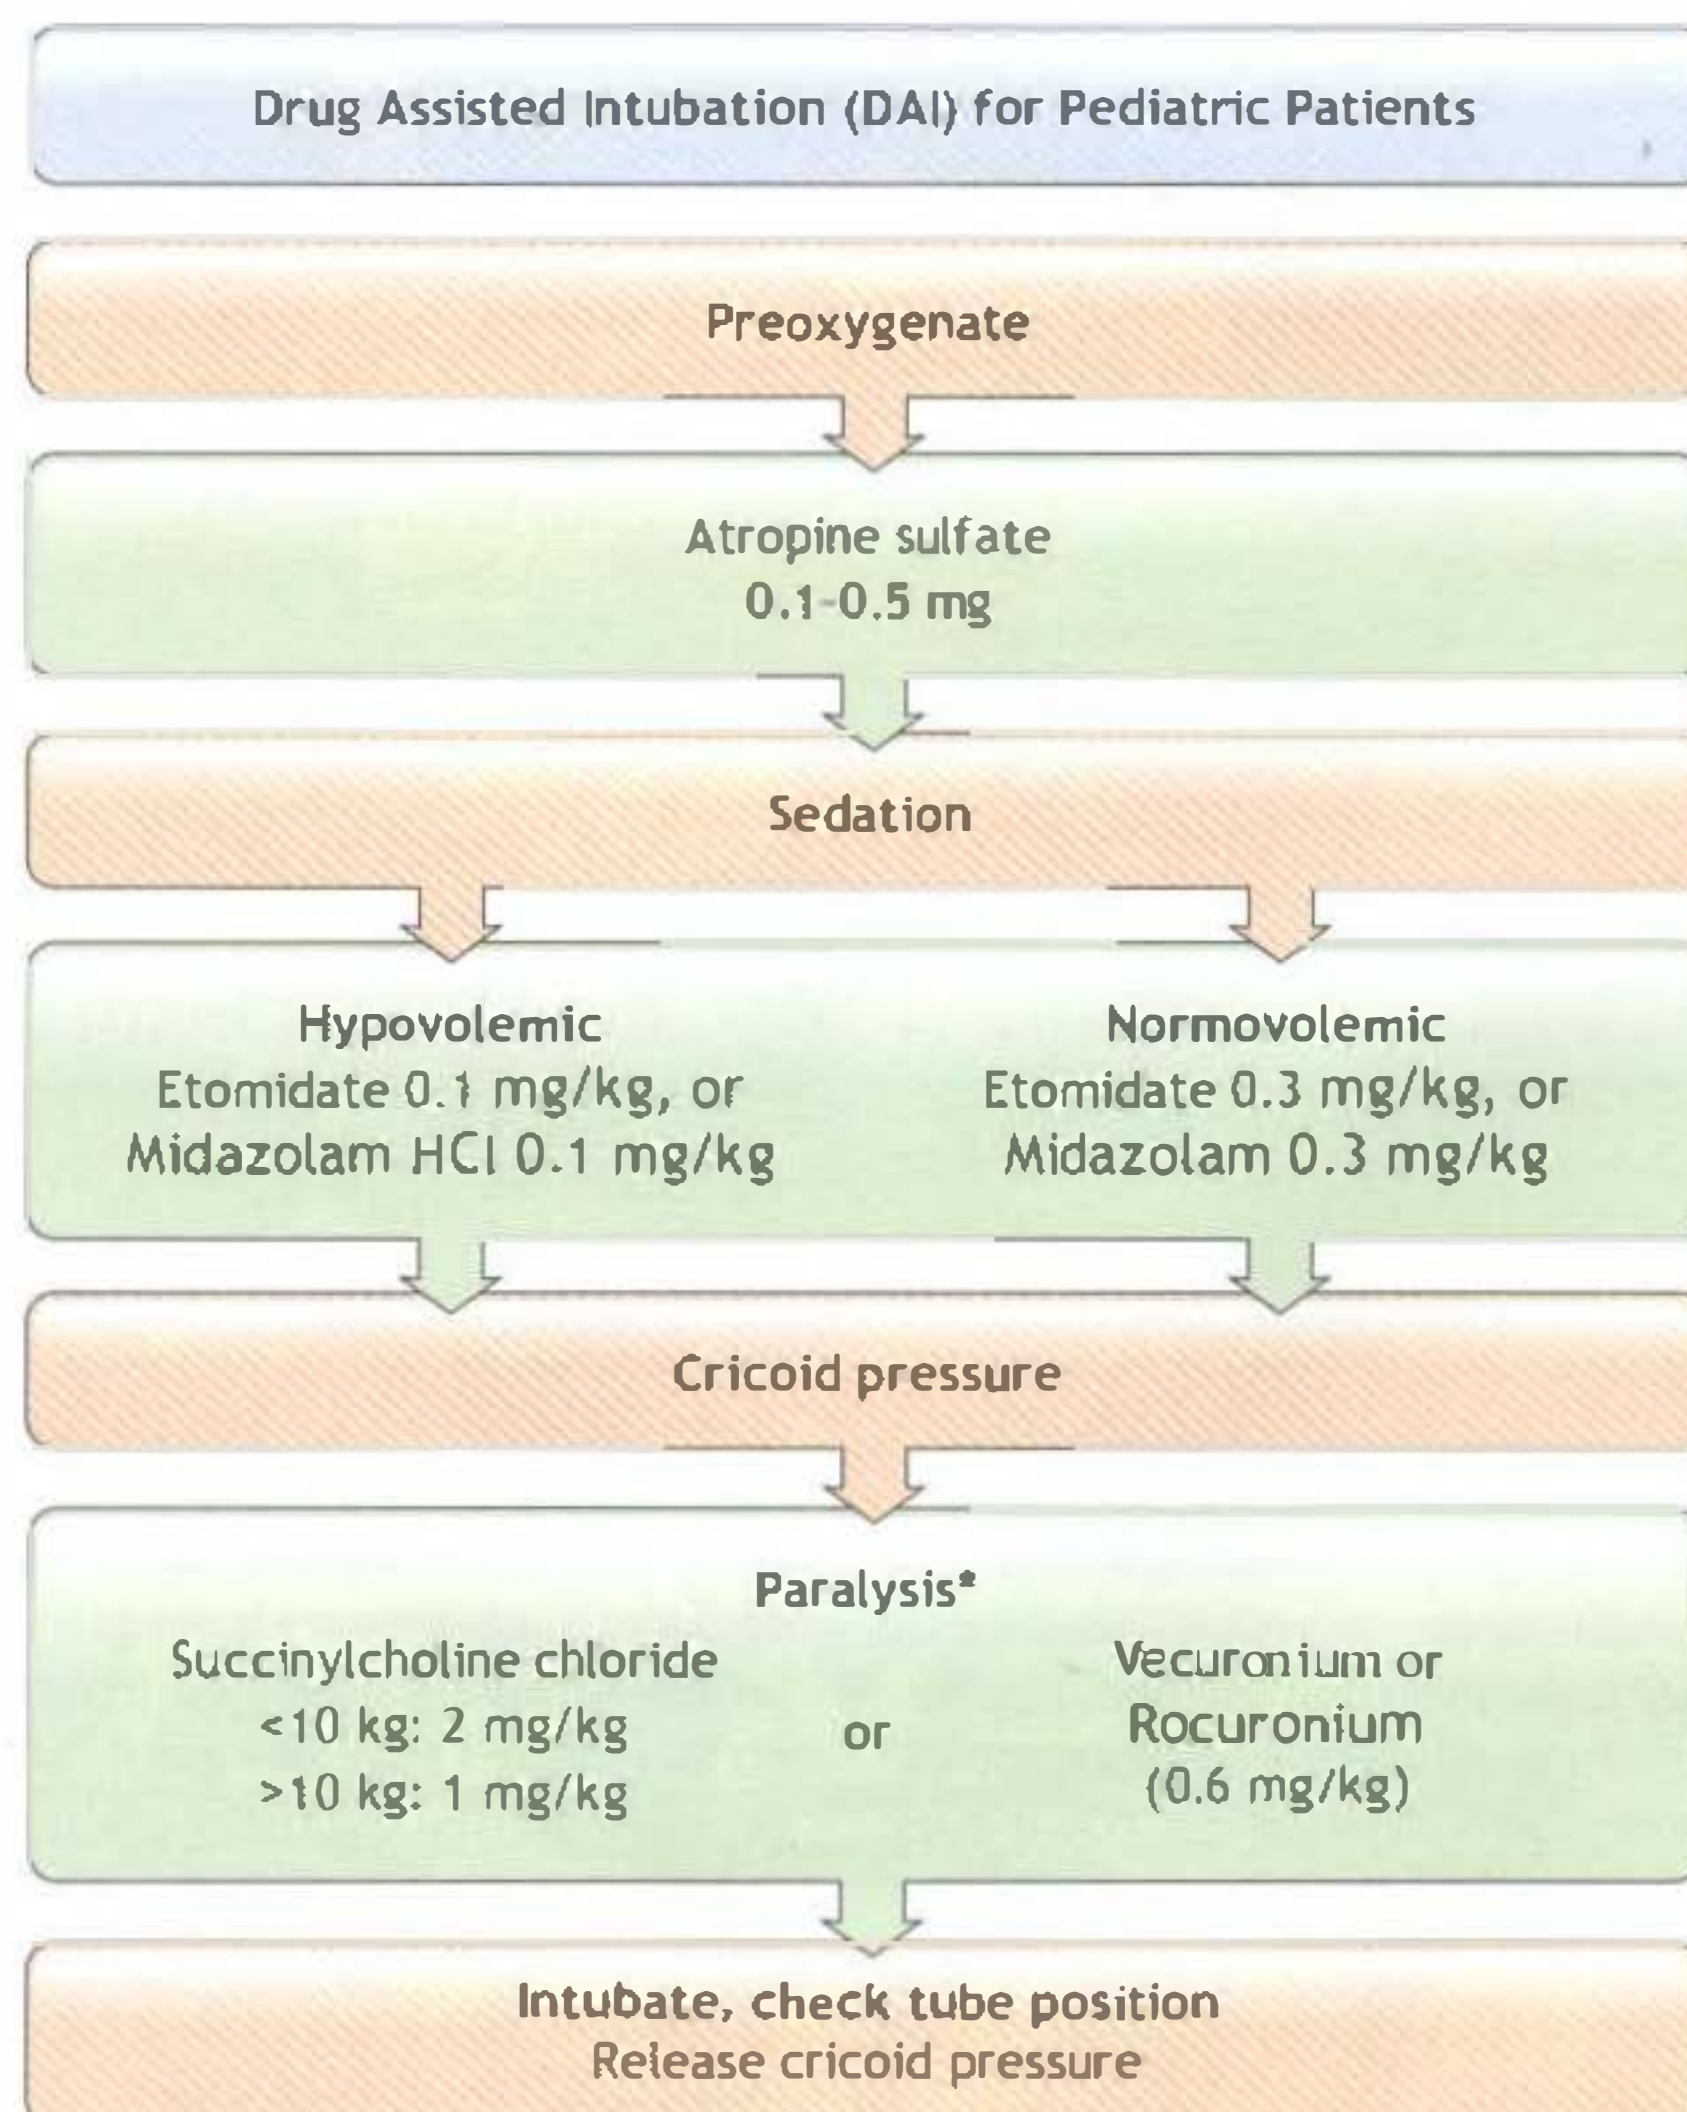 Drug Assisted Intubation (DAI) for Pediatric Patients
Preoxygenate
Atropine sulfate
0.1-0.5 mg
Sedation
Hypovolemic
Etomidate 0.1 mg/kg, or
Midazolam HCl 0.1 mg/kg
Normovolemic
Etomidate 0.3 mg/kg, or
Midazolam 0.3 mg/kg
Cricoid pressure
Paralysis*
Succinylcholine chloride
<10 kg: 2 mg/kg
>10 kg: 1 mg/kg
or
Vecuronium or
Rocuronium
(0.6 mg/kg)
Intubate, check tube position
Release cricoid pressure